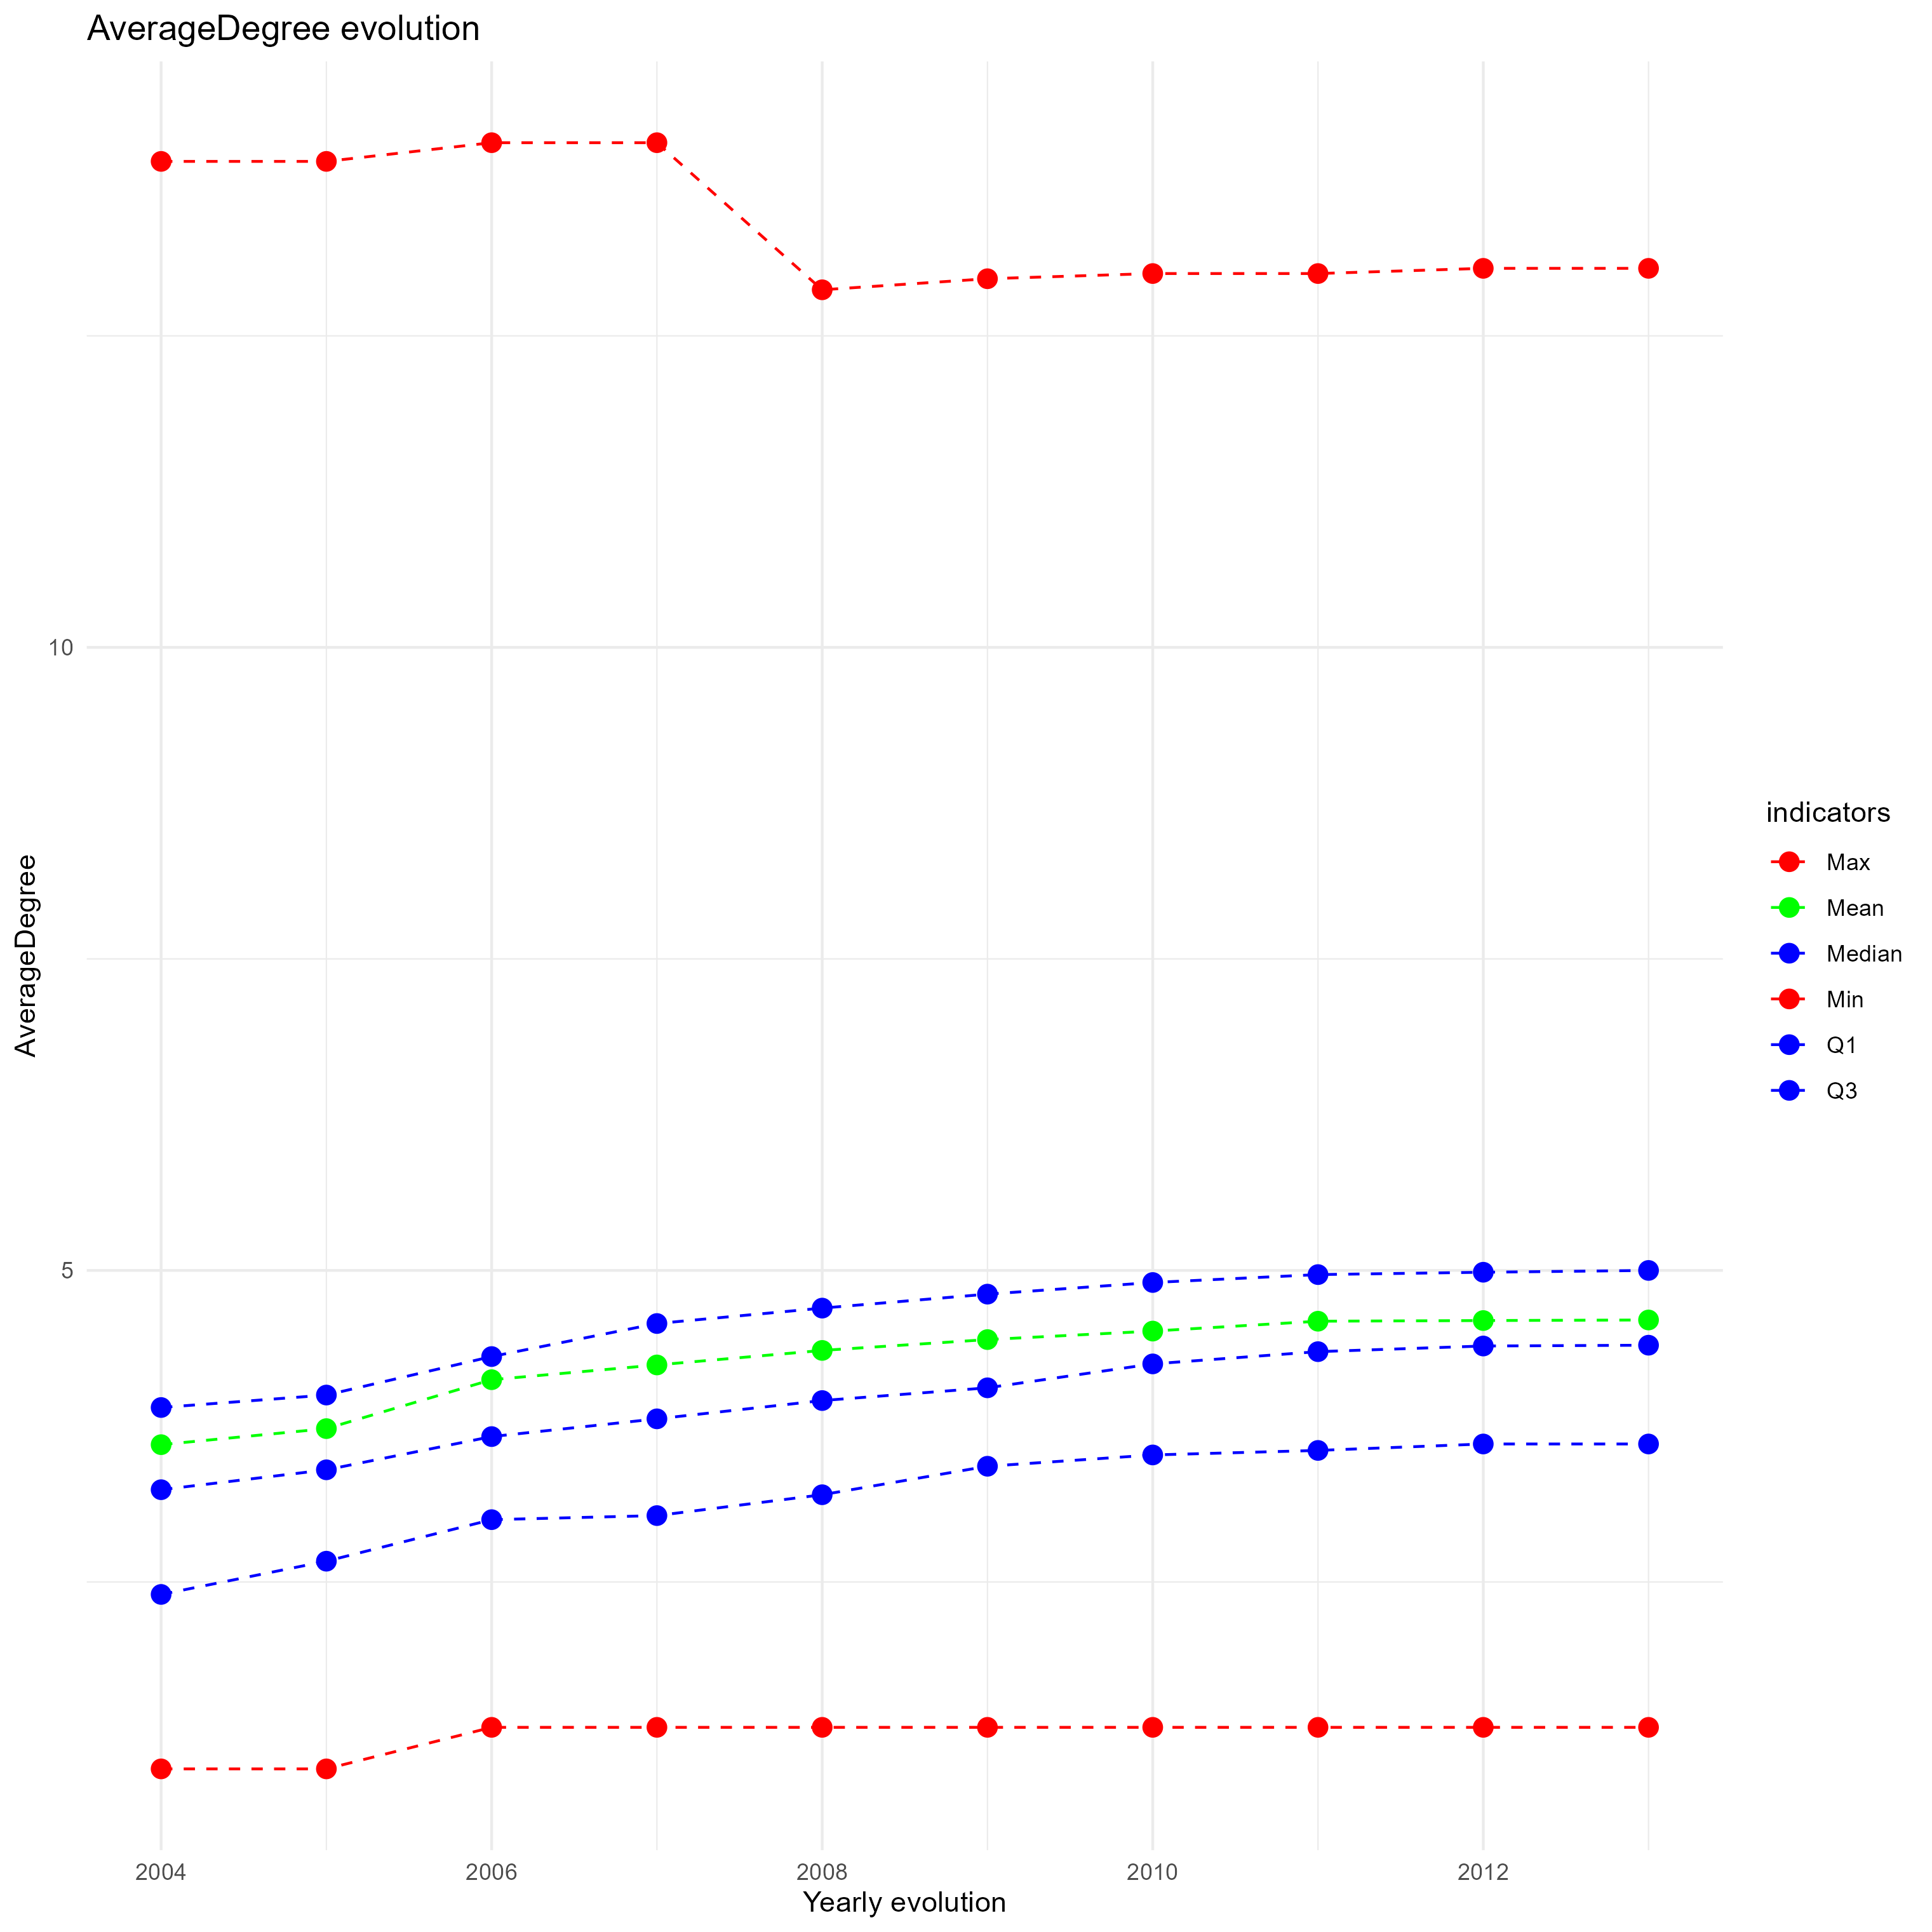 AverageDegree evolution
10
5
AverageDegree
2004 2006 2008 2010 2012
Yearly evolution
indicators
Max
Mean
Median
Min
Q1
Q3